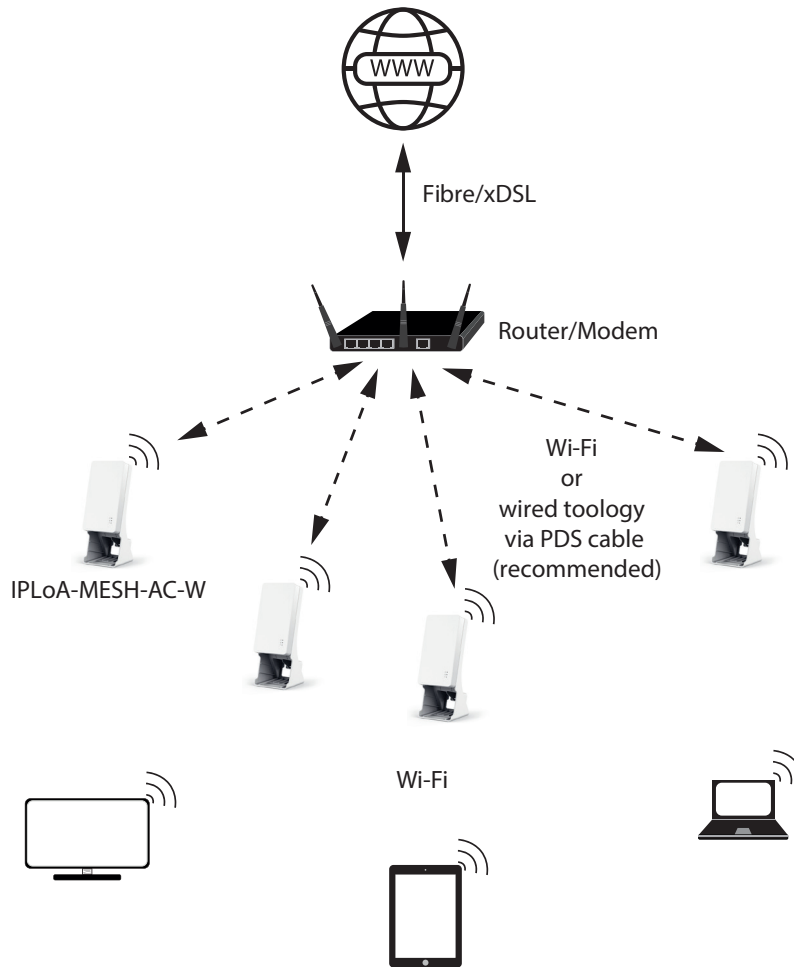 WWW
Fibre/xDSL
Router/Modem
Wi-Fi
or
wired toology
via PDS cable
(recommended)
IPLoA-MESH-AC-W
Wi-Fi